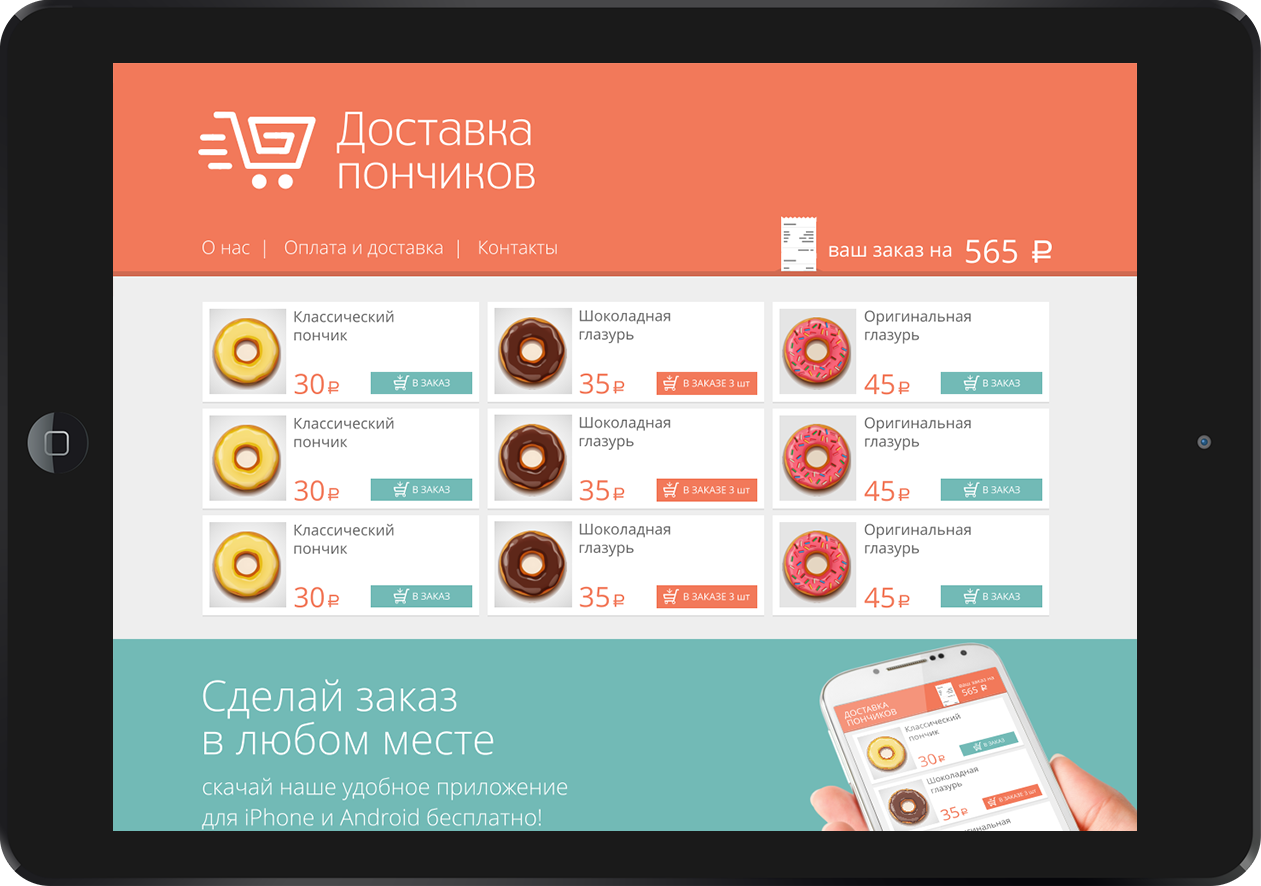 Доставка
пончиков
О нас | Оплата и доставка | Контакты
ваш заказ на 565 ₽
Классический
пончик
30 ₽
В ЗАКАЗ
Шоколадная
глазурь
35 ₽
В ЗАКАЗЕ 3 шт
Оригинальная
глазурь
45 ₽
В ЗАКАЗ
Классический
пончик
30 ₽
В ЗАКАЗ
Шоколадная
глазурь
35 ₽
В ЗАКАЗЕ 3 шт
Оригинальная
глазурь
45 ₽
В ЗАКАЗ
Классический
пончик
30 ₽
В ЗАКАЗ
Шоколадная
глазурь
35 ₽
В ЗАКАЗЕ 3 шт
Оригинальная
глазурь
45 ₽
В ЗАКАЗ
Сделай заказ
в любом месте
скачай наше удобное приложение
для iPhone и Android бесплатно!
ДОСТАВКА
ПОНЧИКОВ
ваш заказ на
565 ₽
Классический
пончик
30 ₽
В ЗАКАЗ
Шоколадная
глазурь
35 ₽
В ЗАКАЗЕ 3 шт